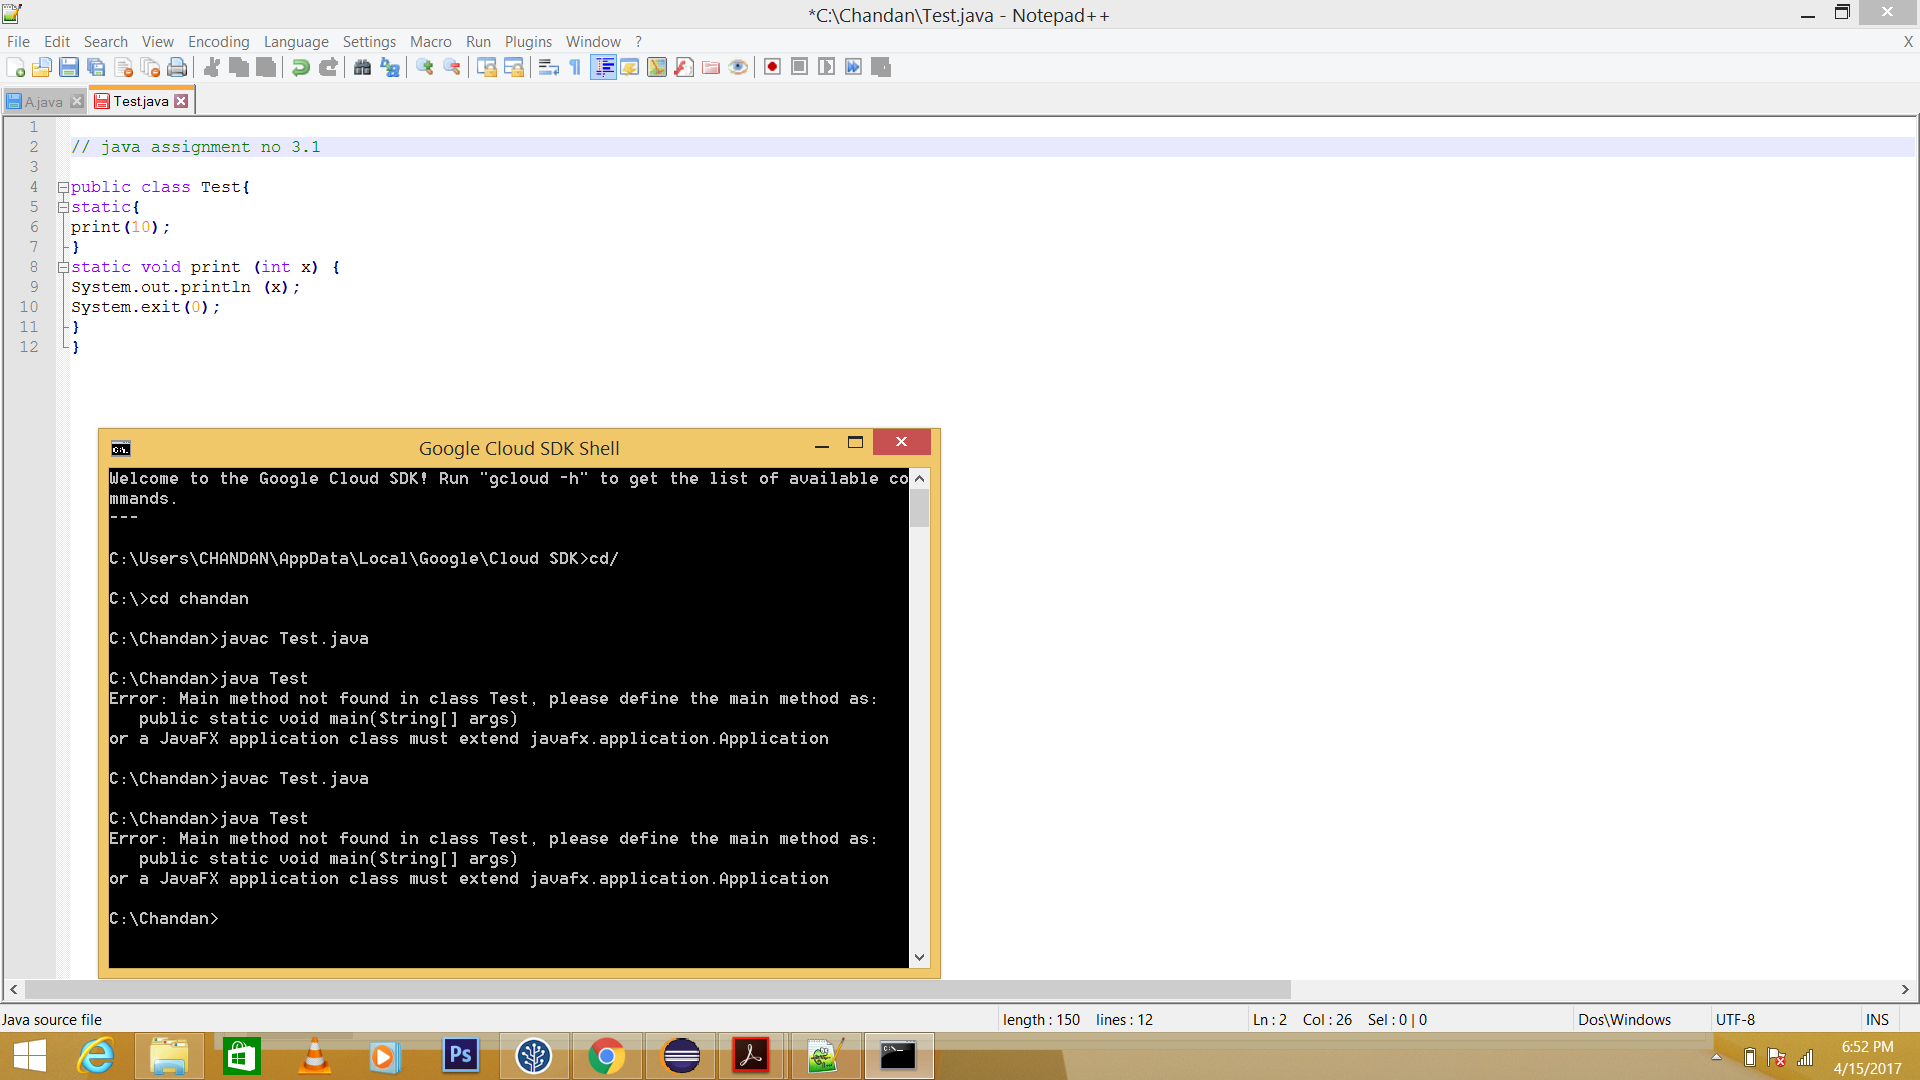 *C:\Chandan\Test.java - Notepad++
File Edit Search View Encoding Language Settings Macro Run Plugins Window ? X
A.java Test.java
1
2 // java assignment no 3.1
3
4 public class Test{
5 static{
6 print(10);
7 }
8 static void print (int x) {
9 System.out.println (x);
10 System.exit(0);
11 }
12 }
Google Cloud SDK Shell
Welcome to the Google Cloud SDK! Run "gcloud -h" to get the list of available co
mmands.
---
C:\Users\CHANDAN\AppData\Local\Google\Cloud SDK>cd/
C:\>cd chandan
C:\Chandan>javac Test.java
C:\Chandan>java Test
Error: Main method not found in class Test, please define the main method as:
public static void main(String[] args)
or a JavaFX application class must extend javafx.application.Application
C:\Chandan>javac Test.java
C:\Chandan>java Test
Error: Main method not found in class Test, please define the main method as:
public static void main(String[] args)
or a JavaFX application class must extend javafx.application.Application
C:\Chandan>
Java source file length : 150 lines : 12 Ln : 2 Col : 26 Sel : 0 | 0 Dos\Windows UTF-8 INS
Ps
6:52 PM
4/15/2017